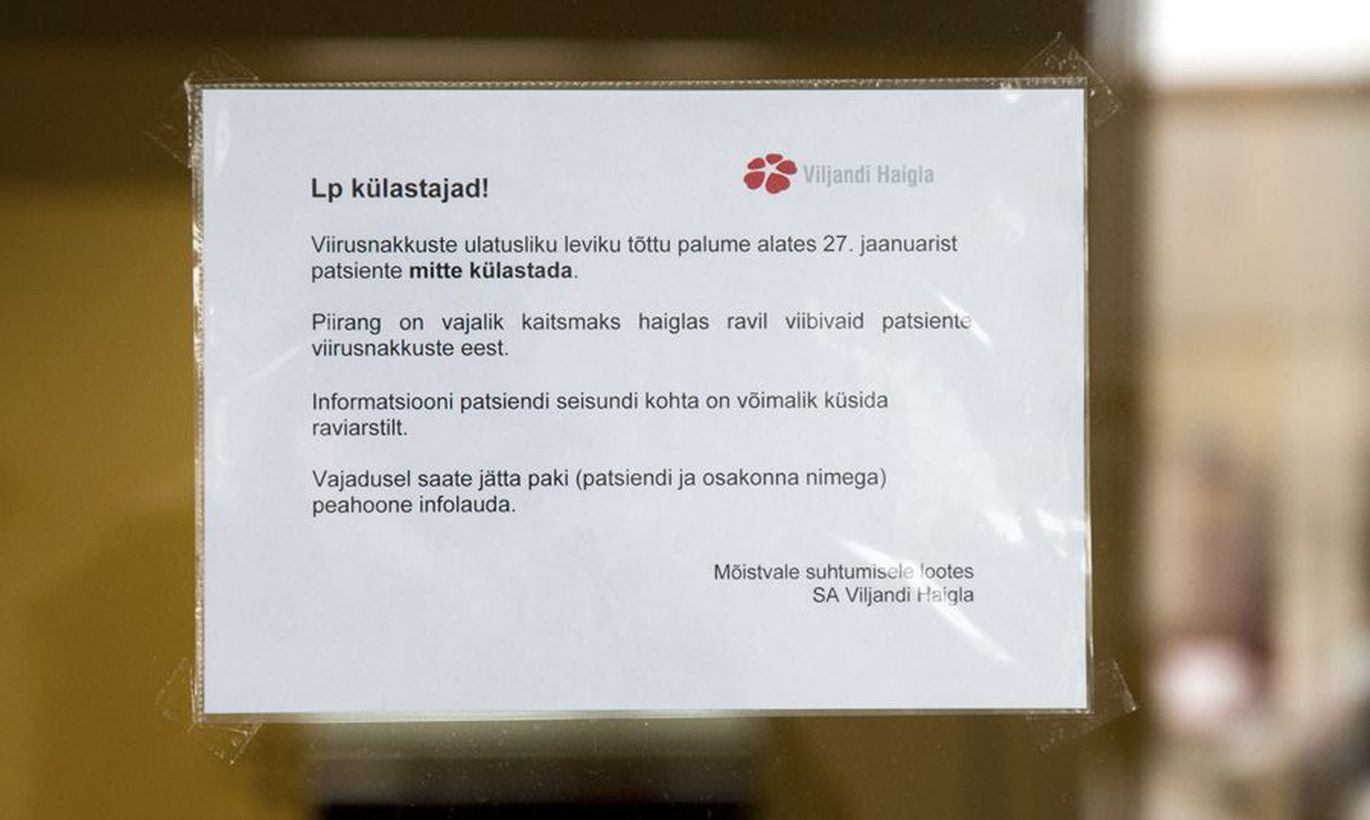 Viljandi Haigla
Lp külastajad!
Viirusnakkuste ulatusliku leviku tõttu palume alates 27. jaanuarist
patsiente mitte külastada.
Piirang on vajalik kaitsmaks haiglas ravil viibivaid patsiente
viirusnakkuste eest.
Informatsiooni patsiendi seisundi kohta on võimalik küsida
raviarstilt.
Vajadusel saate jätta paki (patsiendi ja osakonna nimega)
peahoone infolauda.
Mõistvale suhtumisele lootes
SA Viljandi Haigla